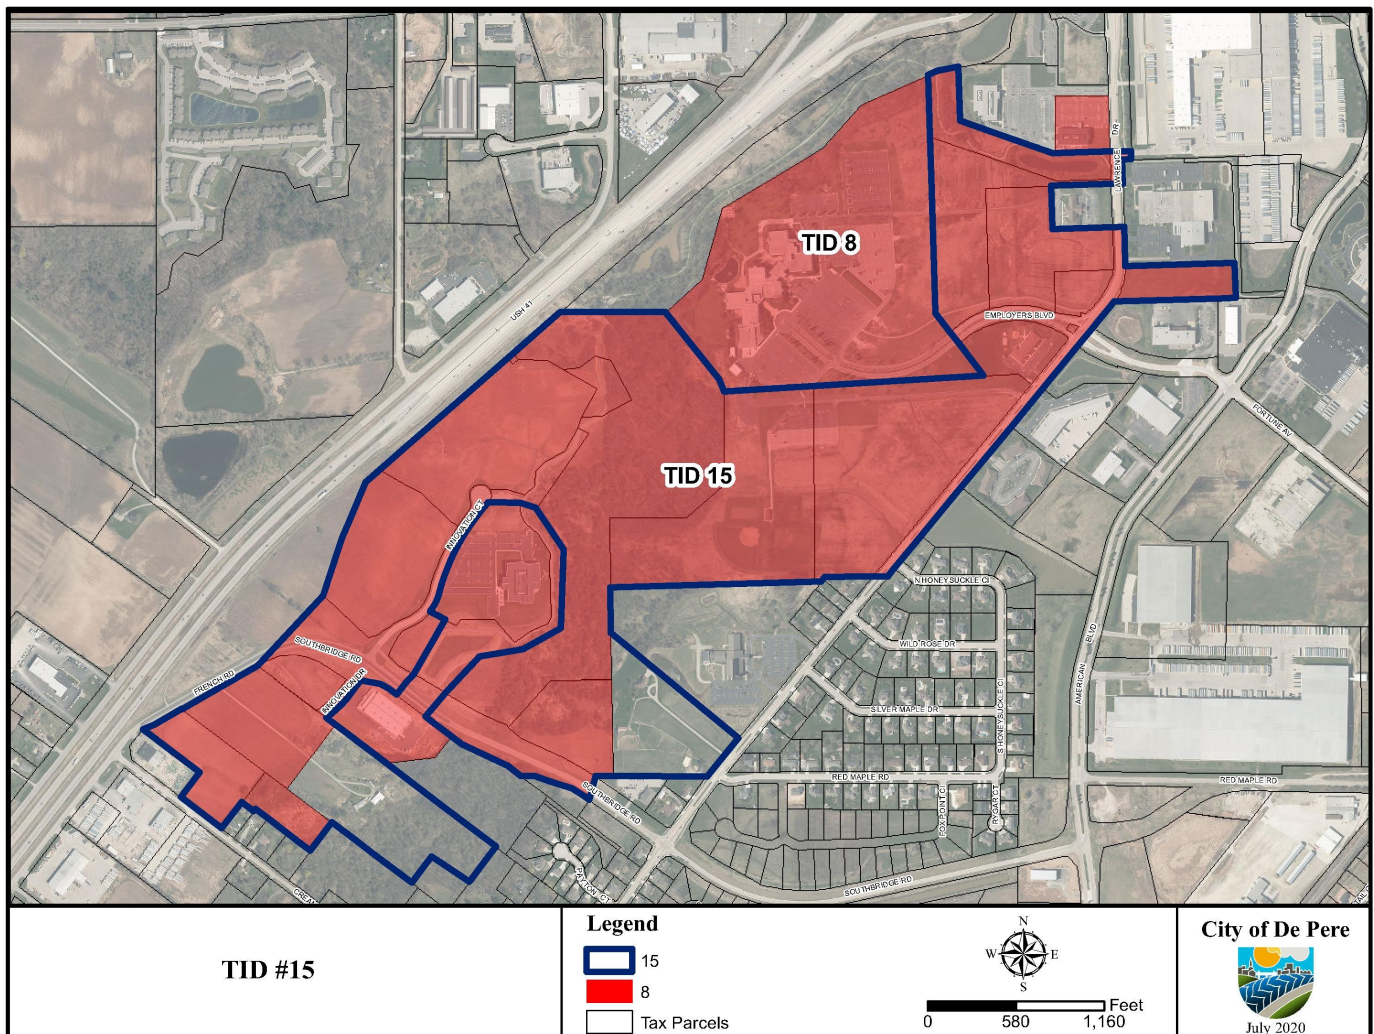 USH 41
TID 8
LAWRENCE DR
EMPLOYERS BLVD
FORTUNE AV
TID 15
INNOVATION CT
N HONEYSUCKLE CI
WILD ROSE DR
SOUTHBRIDGE RD
FRENCH RD
INNOVATION DR
SILVER MAPLE DR
S HONEYSUCKLE CI
AMERICAN BLVD
RED MAPLE RD
RED MAPLE RD
SOUTHBRIDGE RD
FOX POINT CI
RYGAR CT
PAYTON CT
SOUTHBRIDGE RD
CREAM
TID #15
Legend
15
8
Tax Parcels
N
W E
S
Feet
0 580 1,160
City of De Pere
July 2020